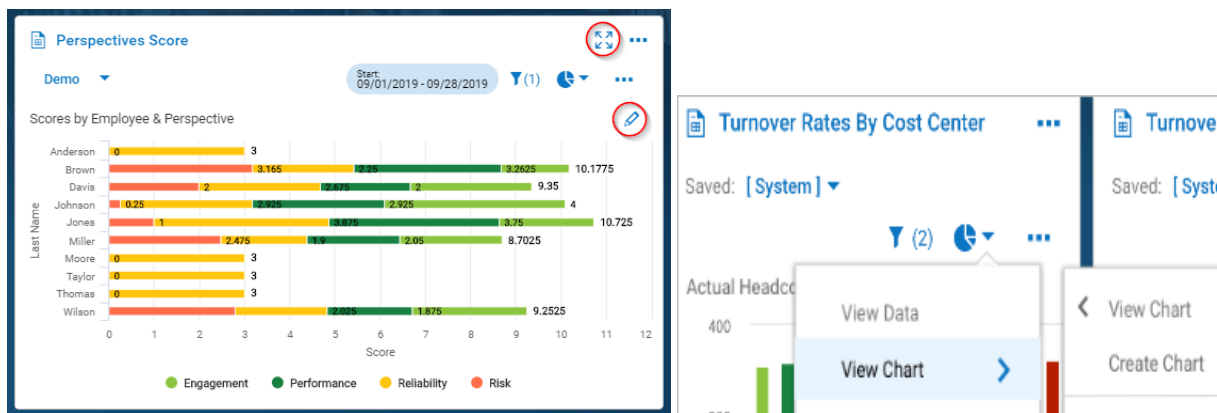 Perspectives Score
Demo
Start:
09/01/2019 - 09/28/2019
(1)
Scores by Employee & Perspective
Last Name
Anderson 0 3
Brown 3.165 2.25 3.2625 10.1775
Davis 2 2.675 2 9.35
Johnson 0.25 2.925 2.925 4
Jones 1 3.875 3.75 10.725
Miller 2.475 1.9 2.05 8.7025
Moore 0 3
Taylor 0 3
Thomas 0 3
Wilson 2.025 1.875 9.2525
0 1 2 3 4 5 6 7 8 9 10 11 12
Score
Engagement Performance Reliability Risk
Turnover Rates By Cost Center
Saved: [ System ]
(2)
Actual Headco
400
View Data
View Chart
Turnove
Saved: [ Syst
View Chart
Create Chart